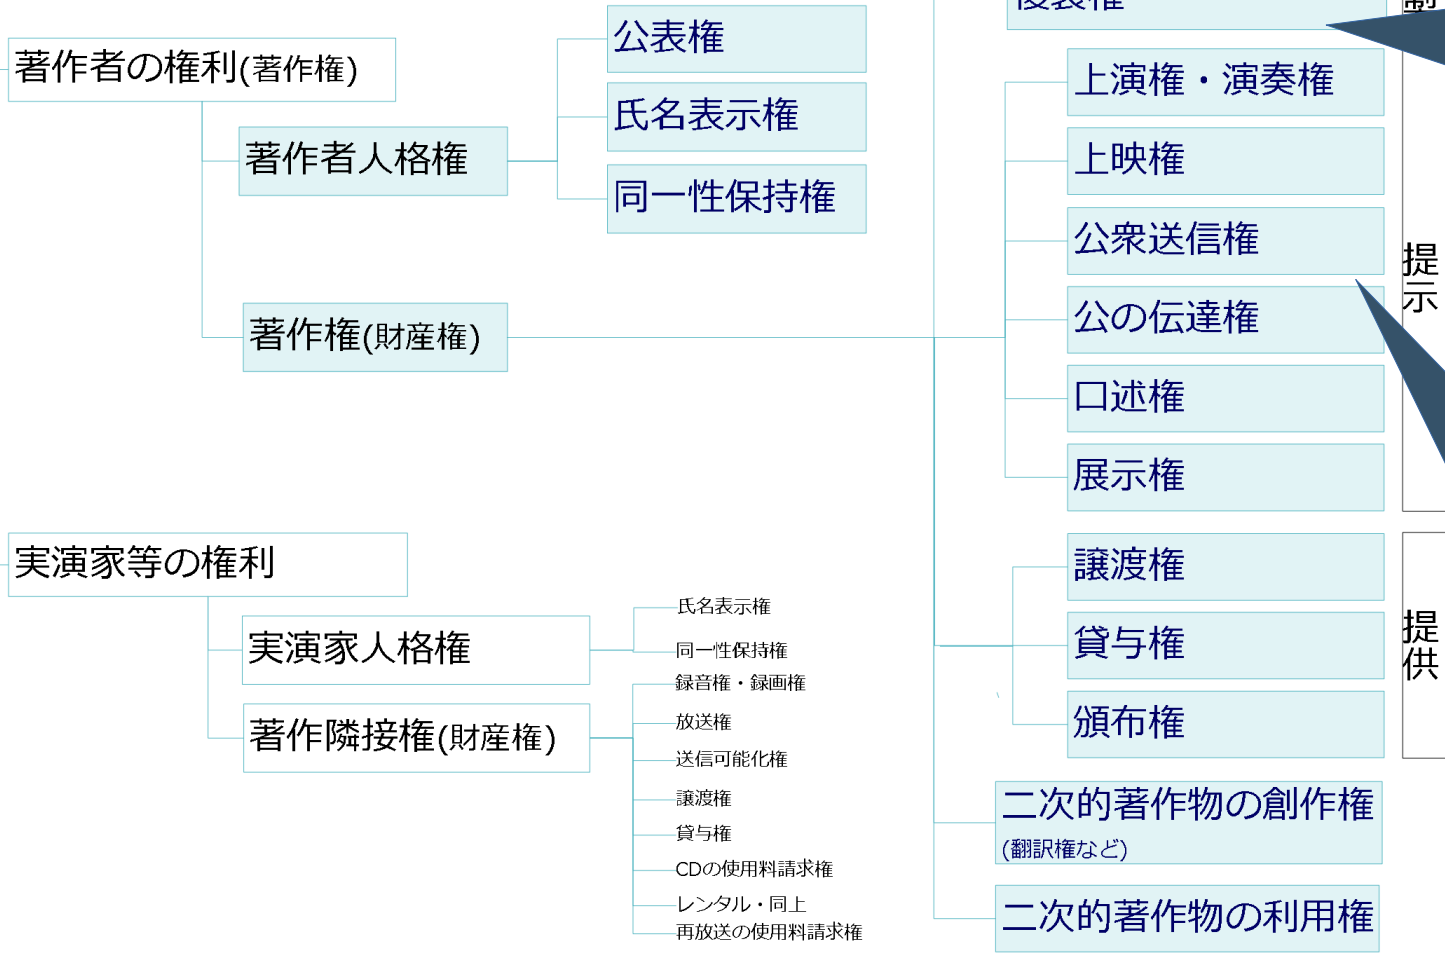 著作者の権利(著作権)
著作者人格権
公表権
氏名表示権
同一性保持権
著作権(財産権)
複製権
上演権・演奏権
上映権
公衆送信権
公の伝達権
口述権
展示権
提示
譲渡権
貸与権
頒布権
提供
二次的著作物の創作権
(翻訳権など)
二次的著作物の利用権
実演家等の権利
実演家人格権
氏名表示権
同一性保持権
著作隣接権(財産権)
録音権・録画権
放送権
送信可能化権
譲渡権
貸与権
CDの使用料請求権
レンタル・同上
再放送の使用料請求権